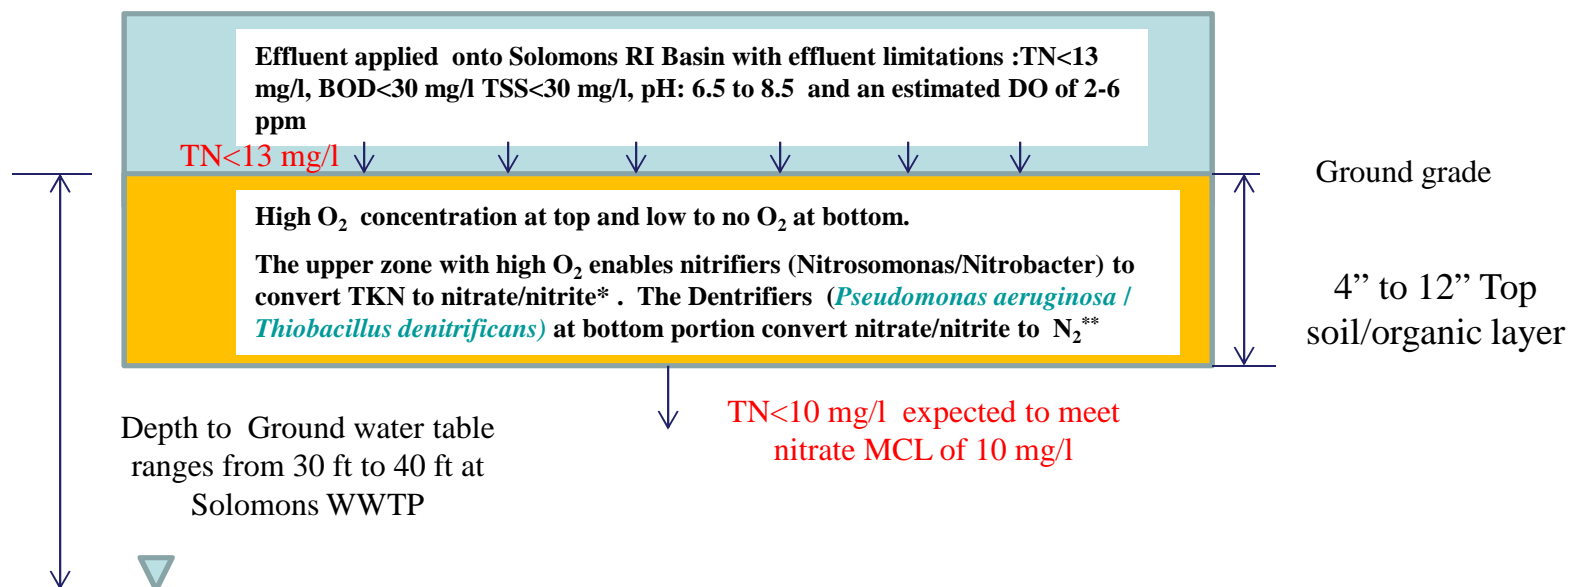 Effluent applied  onto Solomons RI Basin with effluent limitations :TN<13
mg/l, BOD<30 mg/l TSS<30 mg/l, pH: 6.5 to 8.5  and an estimated DO of 2-6
ppm
TN<13 mg/l
Ground grade
High O₂  concentration at top and low to no O₂ at bottom.
The upper zone with high O₂ enables nitrifiers (Nitrosomonas/Nitrobacter) to
convert TKN to nitrate/nitrite* .  The Dentrifiers  (Pseudomonas aeruginosa /
Thiobacillus denitrificans) at bottom portion convert nitrate/nitrite to  N₂**
4” to 12” Top
soil/organic layer
TN<10 mg/l  expected to meet
nitrate MCL of 10 mg/l
Depth to  Ground water table
ranges from 30 ft to 40 ft at
Solomons WWTP